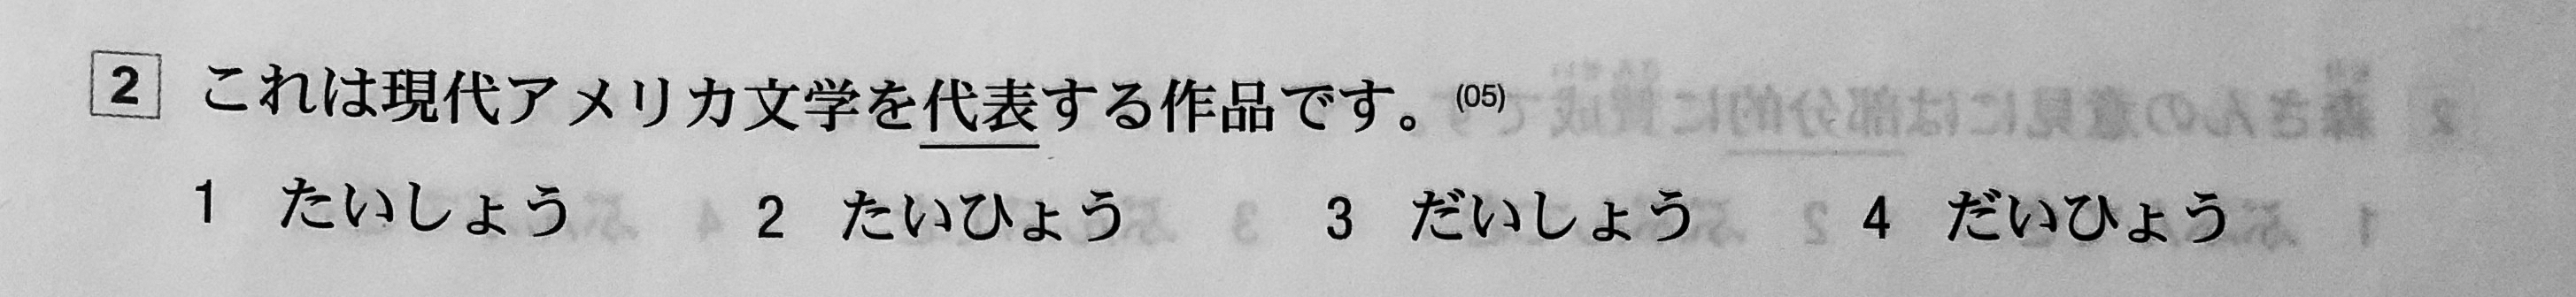 2 これは現代アメリカ文学を代表する作品です。(05)
1 たいしょう 2 たいひょう 3 だいしょう 4 だいひょう